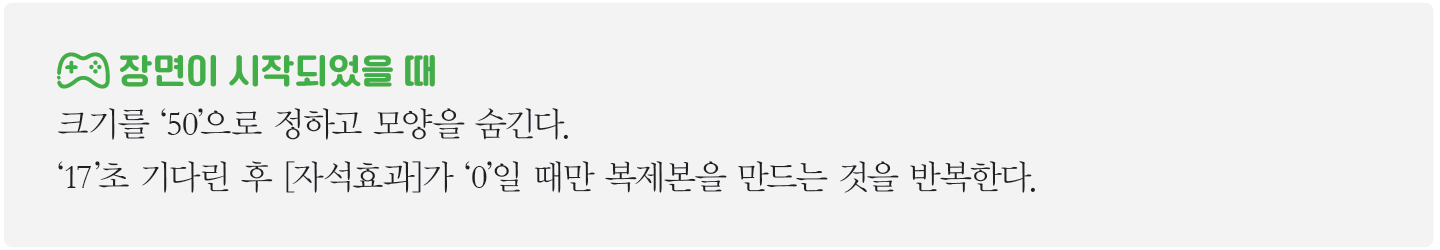 장면이 시작되었을 때
크기를 ‘50’으로 정하고 모양을 숨긴다.
‘17’초 기다린 후 [자석효과]가 ‘0’일 때만 복제본을 만드는 것을 반복한다.